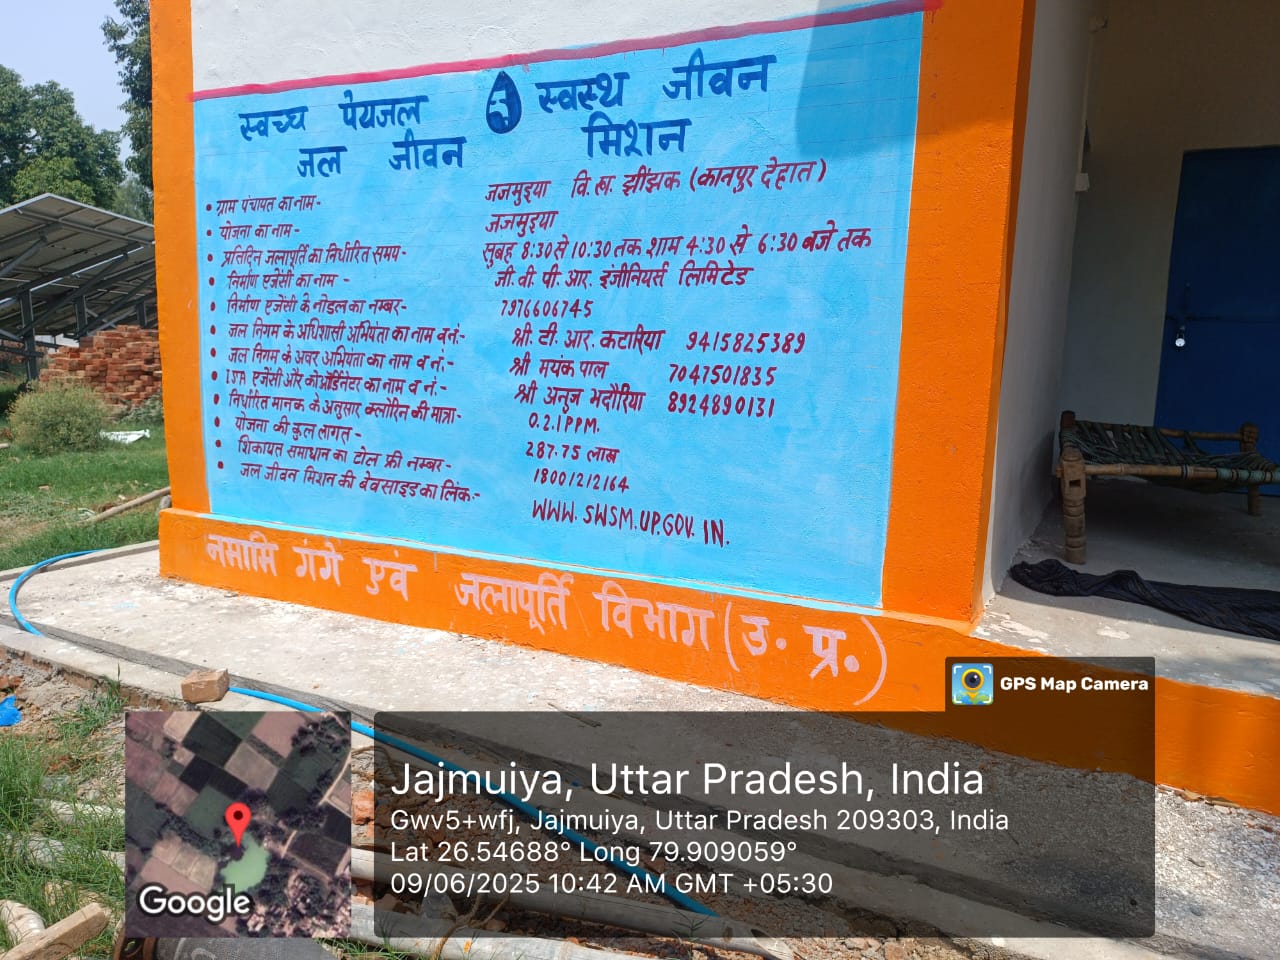 स्वच्छ पेयजल स्वस्थ जीवन
जल जीवन मिशन
• ग्राम पंचायत का नाम- जजमुइया वि.ख. झींझक (कानपुर देहात)
• योजना का नाम- जजमुइया
• प्रतिदिन जलापूर्ति का निर्धारित समय- सुबह 8:30 से 10:30 तक शाम 4:30 से 6:30 बजे तक
• निर्माण एजेंसी का नाम- जी.वी.पी.आर. इंजीनियर्स लिमिटेड
• निर्माण एजेंसी के नोडल का नम्बर- 7976606745
• जल निगम के अधिशासी अभियंता का नाम व नं:- श्री. टी. आर. कटारिया 9415825389
• जल निगम के अवर अभियंता का नाम व नं:- श्री मयंक पाल 7047501835
• ISA एजेंसी और कोऑर्डिनेटर का नाम व नं:- श्री अनुज भदौरिया 8924890131
• निर्धारित मानक के अनुसार क्लोरिन की मात्रा- 0.2.1PPM.
• योजना की कुल लागत- 287.75 लाख
• शिकायत समाधान का टोल फ्री नम्बर- 18001212164
• जल जीवन मिशन की बेवसाइड का लिंक:- WWW.SWSM.UP.GOV.IN.
नमामि गंगे एवं जलापूर्ति विभाग (उ. प्र.)
GPS Map Camera
Jajmuiya, Uttar Pradesh, India
Gwv5+wfj, Jajmuiya, Uttar Pradesh 209303, India
Lat 26.54688° Long 79.909059°
09/06/2025 10:42 AM GMT +05:30
Google